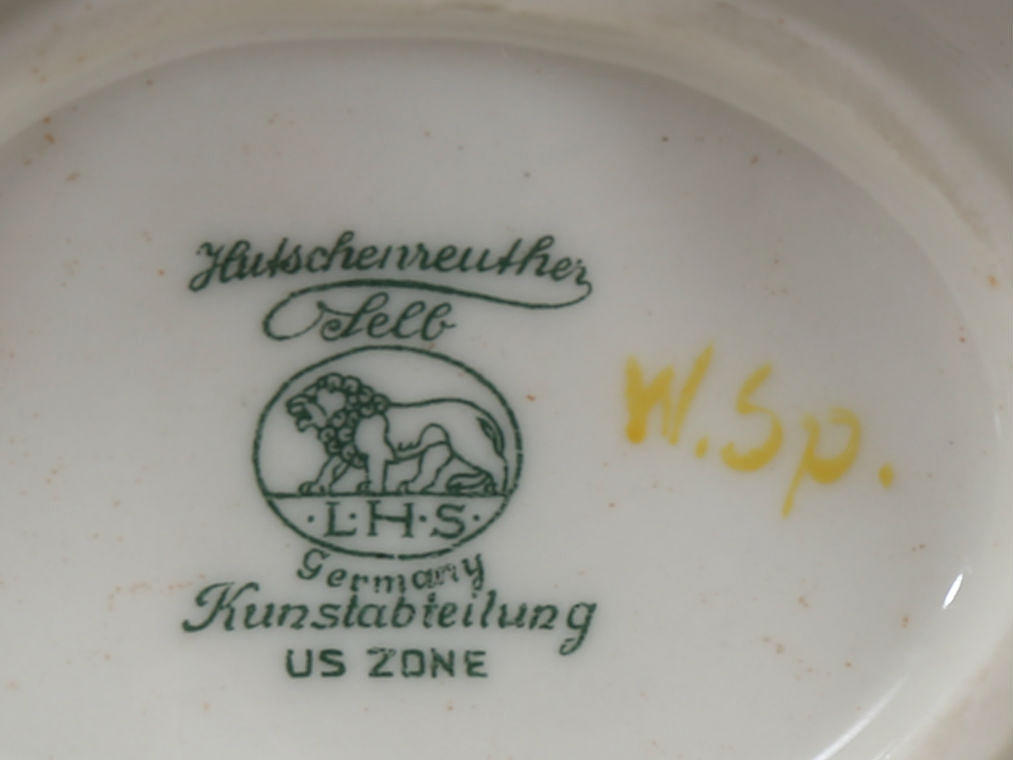 Hutschenreuther
Selb
·L·H·S·
Germany
Kunstabteilung
US ZONE
W.Sp.